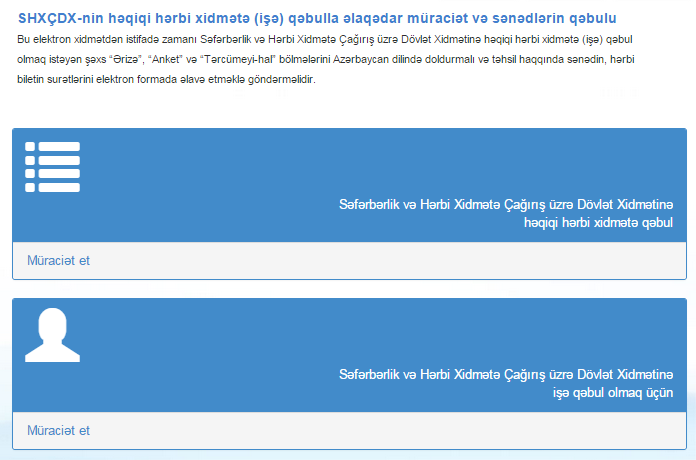 SHXÇDX-nin həqiqi hərbi xidmətə (işə) qəbulla əlaqədar müraciət və sənədlərin qəbulu
Bu elektron xidmətdən istifadə zamanı Səfərbərlik və Hərbi Xidmətə Çağırış üzrə Dövlət Xidmətinə həqiqi hərbi xidmətə (işə) qəbul
olmaq istəyən şəxs “Ərizə”, “Anket” və “Tərcümeyi-hal” bölmələrini Azərbaycan dilində doldurmalı və təhsil haqqında sənədin, hərbi
biletin surətlərini elektron formada əlavə etməklə göndərməlidir.
Səfərbərlik və Hərbi Xidmətə Çağırış üzrə Dövlət Xidmətinə
həqiqi hərbi xidmətə qəbul
Müraciət et
Səfərbərlik və Hərbi Xidmətə Çağırış üzrə Dövlət Xidmətinə
işə qəbul olmaq üçün
Müraciət et